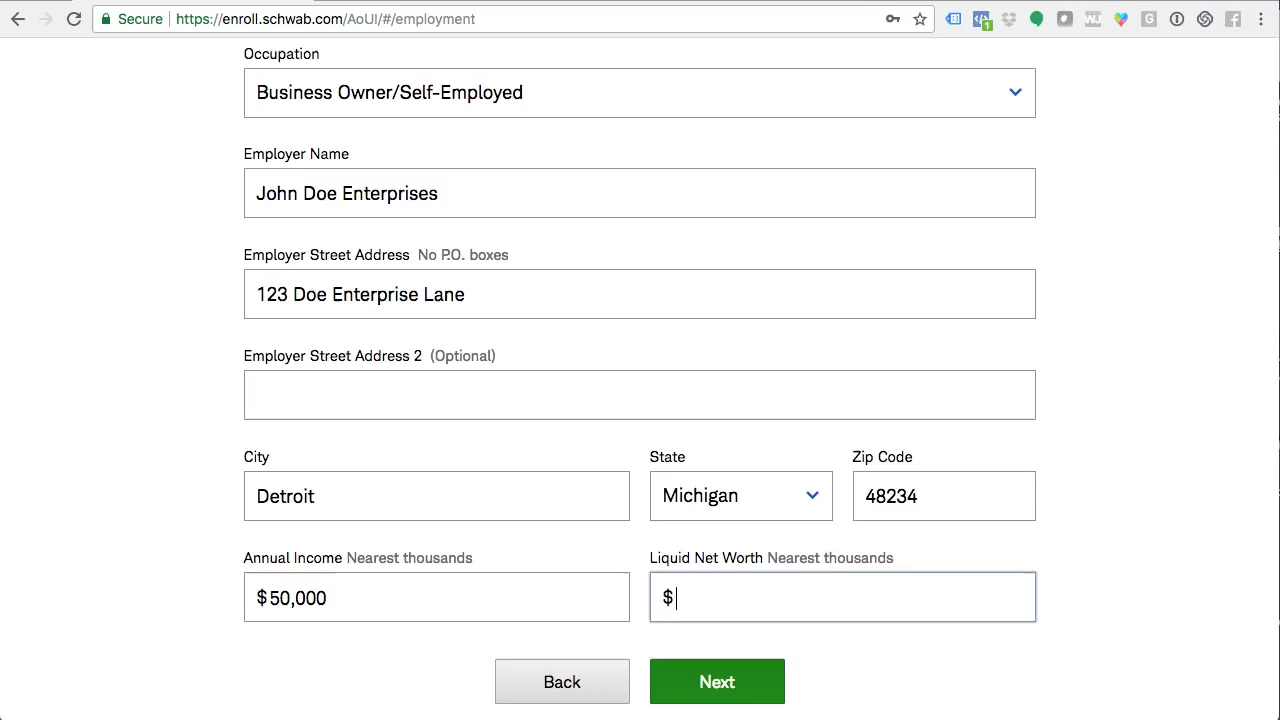 Secure https://enroll.schwab.com/AoUI/#/employment
1
WJ
G
Occupation
Business Owner/Self-Employed
Employer Name
John Doe Enterprises
Employer Street Address No P.O. boxes
123 Doe Enterprise Lane
Employer Street Address 2 (Optional)
City State Zip Code
Detroit Michigan 48234
Annual Income Nearest thousands Liquid Net Worth Nearest thousands
$50,000 $
Back Next